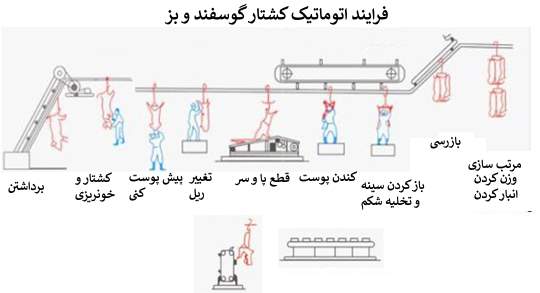 فرایند اتوماتیک کشتار گوسفند و بز
بازرسی
مرتب سازی
وزن کردن
انبار کردن
باز کردن سینه
و تخلیه شکم
کندن پوست
قطع پا و سر
تغییر
ریل
پیش پوست
کنی
کشتار و
خونریزی
برداشتن